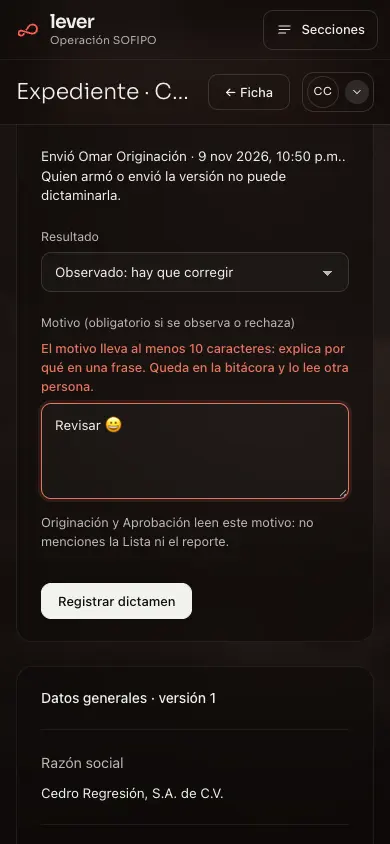 lever
Operación SOFIPO
Secciones
Expediente · C...
← Ficha
CC
Envió Omar Originación · 9 nov 2026, 10:50 p.m..
Quien armó o envió la versión no puede
dictaminarla.
Resultado
Observado: hay que corregir
Motivo (obligatorio si se observa o rechaza)
El motivo lleva al menos 10 caracteres: explica por
qué en una frase. Queda en la bitácora y lo lee otra
persona.
Revisar 😀
Originación y Aprobación leen este motivo: no
menciones la Lista ni el reporte.
Registrar dictamen
Datos generales · versión 1
Razón social
Cedro Regresión, S.A. de C.V.